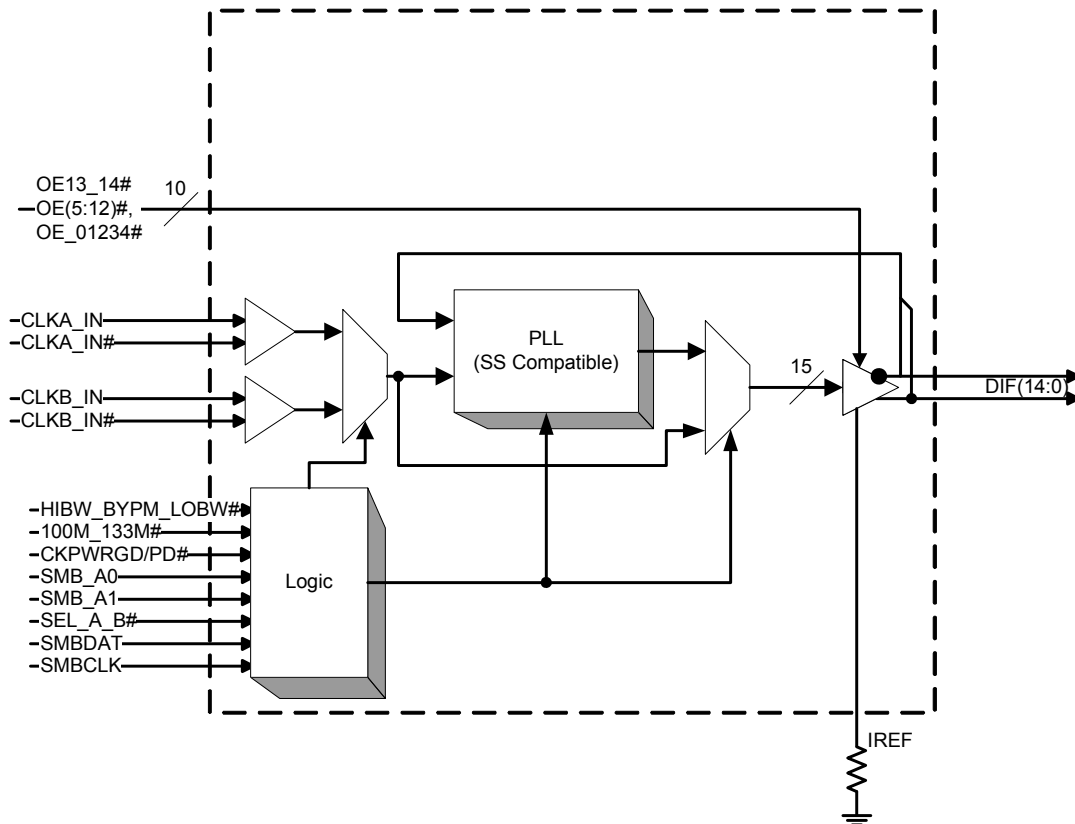 OE13_14#
OE(5:12)#,
OE_01234#
10
CLKA_IN
CLKA_IN#
CLKB_IN
CLKB_IN#
PLL
(SS Compatible)
15
DIF(14:0)
HIBW_BYPM_LOBW#
100M_133M#
CKPWRGD/PD#
SMB_A0
SMB_A1
SEL_A_B#
SMBDAT
SMBCLK
Logic
IREF